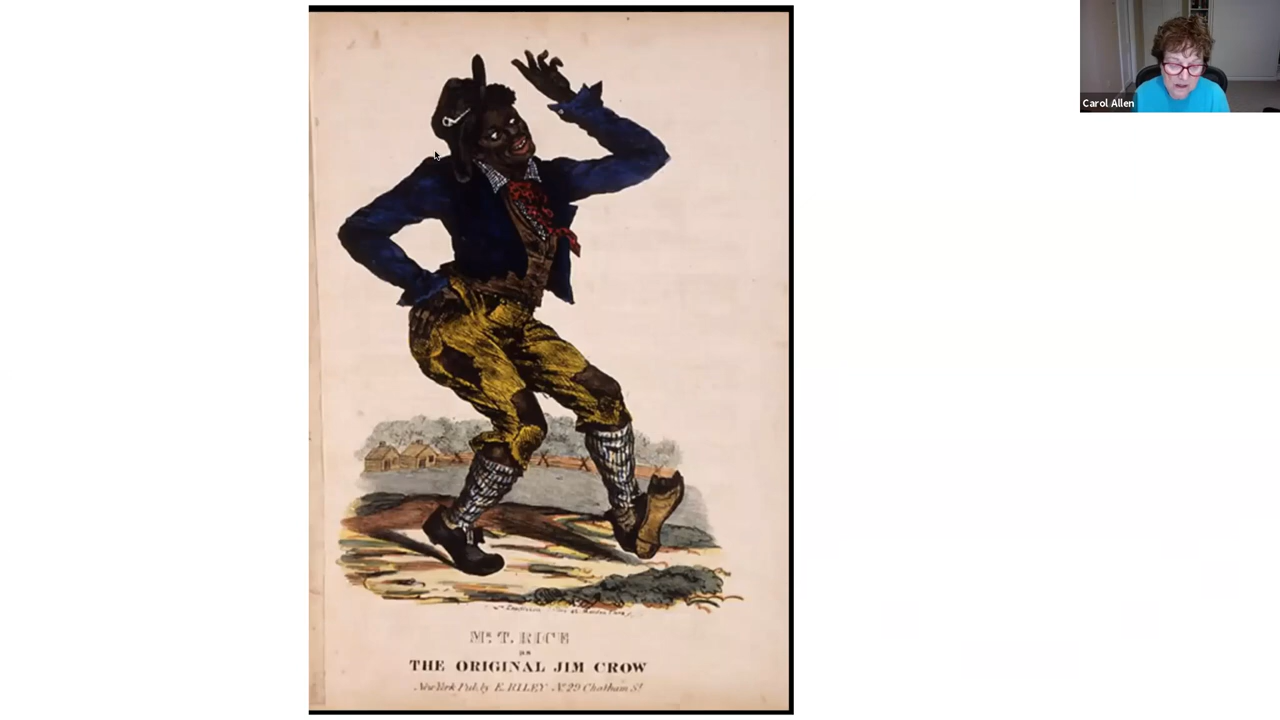 Carol Allen
Mr T. RICE
as
THE ORIGINAL JIM CROW
New York Pub. by E. RILEY No. 29 Chatham St